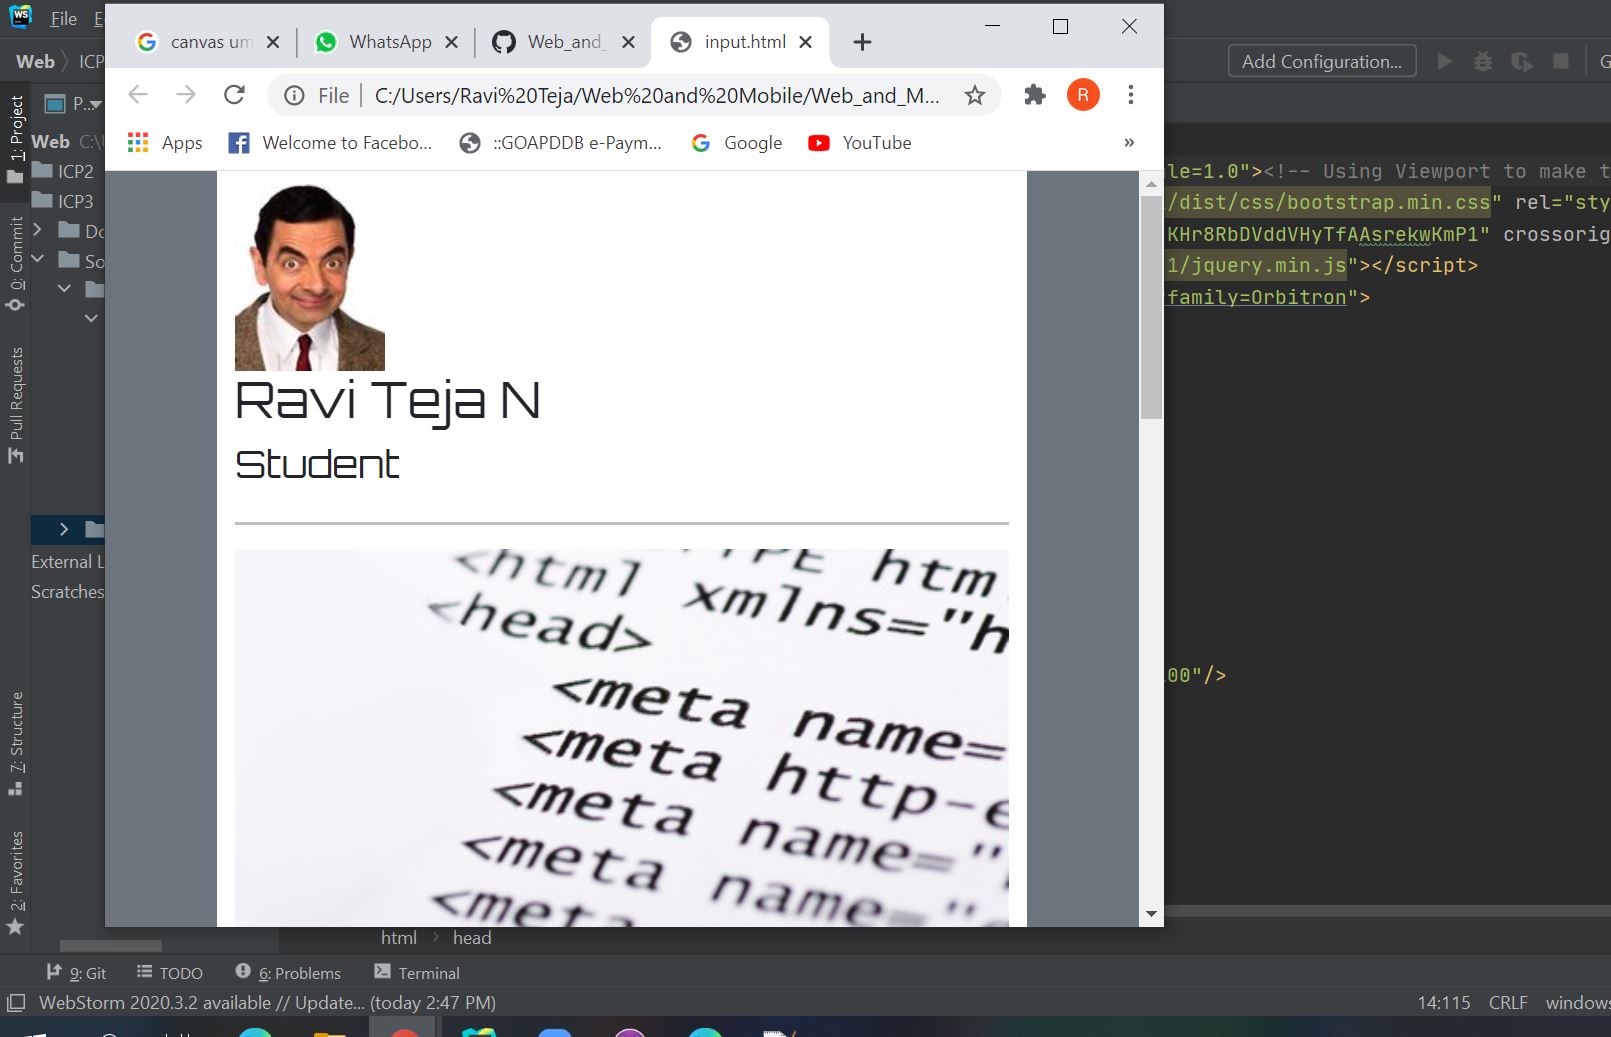 WS File E
Web ICP
Add Configuration... G
canvas um WhatsApp Web_and_ input.html
File C:/Users/Ravi%20Teja/Web%20and%20Mobile/Web_and_M... R
Apps Welcome to Facebo... ::GOAPDDB e-Paym... Google YouTube »
1: Project
0: Commit
Pull Requests
7: Structure
2: Favorites
P...
Web C:\
ICP2
ICP3
Do
So
External L
Scratches
Ravi Teja N
Student
TYPE htm
<html xmlns="h
<head>
<meta name=
<meta http-e
<meta name="
<meta name="
<meta
le=1.0"><!-- Using Viewport to make t
/dist/css/bootstrap.min.css" rel="sty
KHr8RbDVddVHyTfAAsrekwKmP1" crossorig
1/jquery.min.js"></script>
family=Orbitron">
100"/>
html > head
9: Git TODO 6: Problems Terminal
WebStorm 2020.3.2 available // Update... (today 2:47 PM) 14:115 CRLF windows